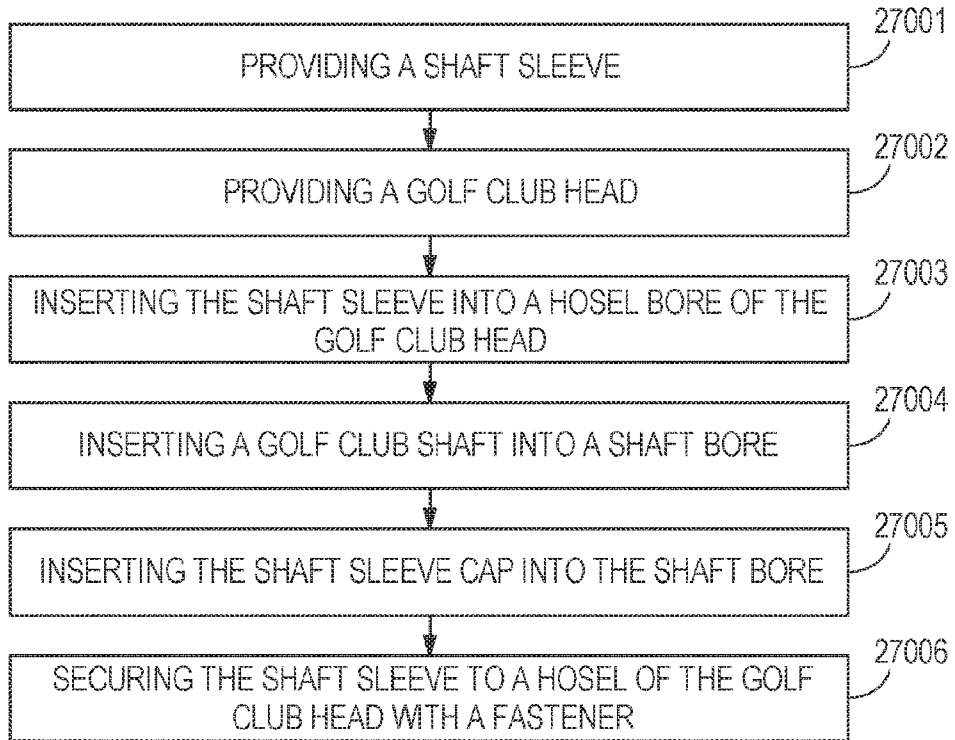 27001
PROVIDING A SHAFT SLEEVE
27002
PROVIDING A GOLF CLUB HEAD
27003
INSERTING THE SHAFT SLEEVE INTO A HOSEL BORE OF THE
GOLF CLUB HEAD
27004
INSERTING A GOLF CLUB SHAFT INTO A SHAFT BORE
27005
INSERTING THE SHAFT SLEEVE CAP INTO THE SHAFT BORE
27006
SECURING THE SHAFT SLEEVE TO A HOSEL OF THE GOLF
CLUB HEAD WITH A FASTENER